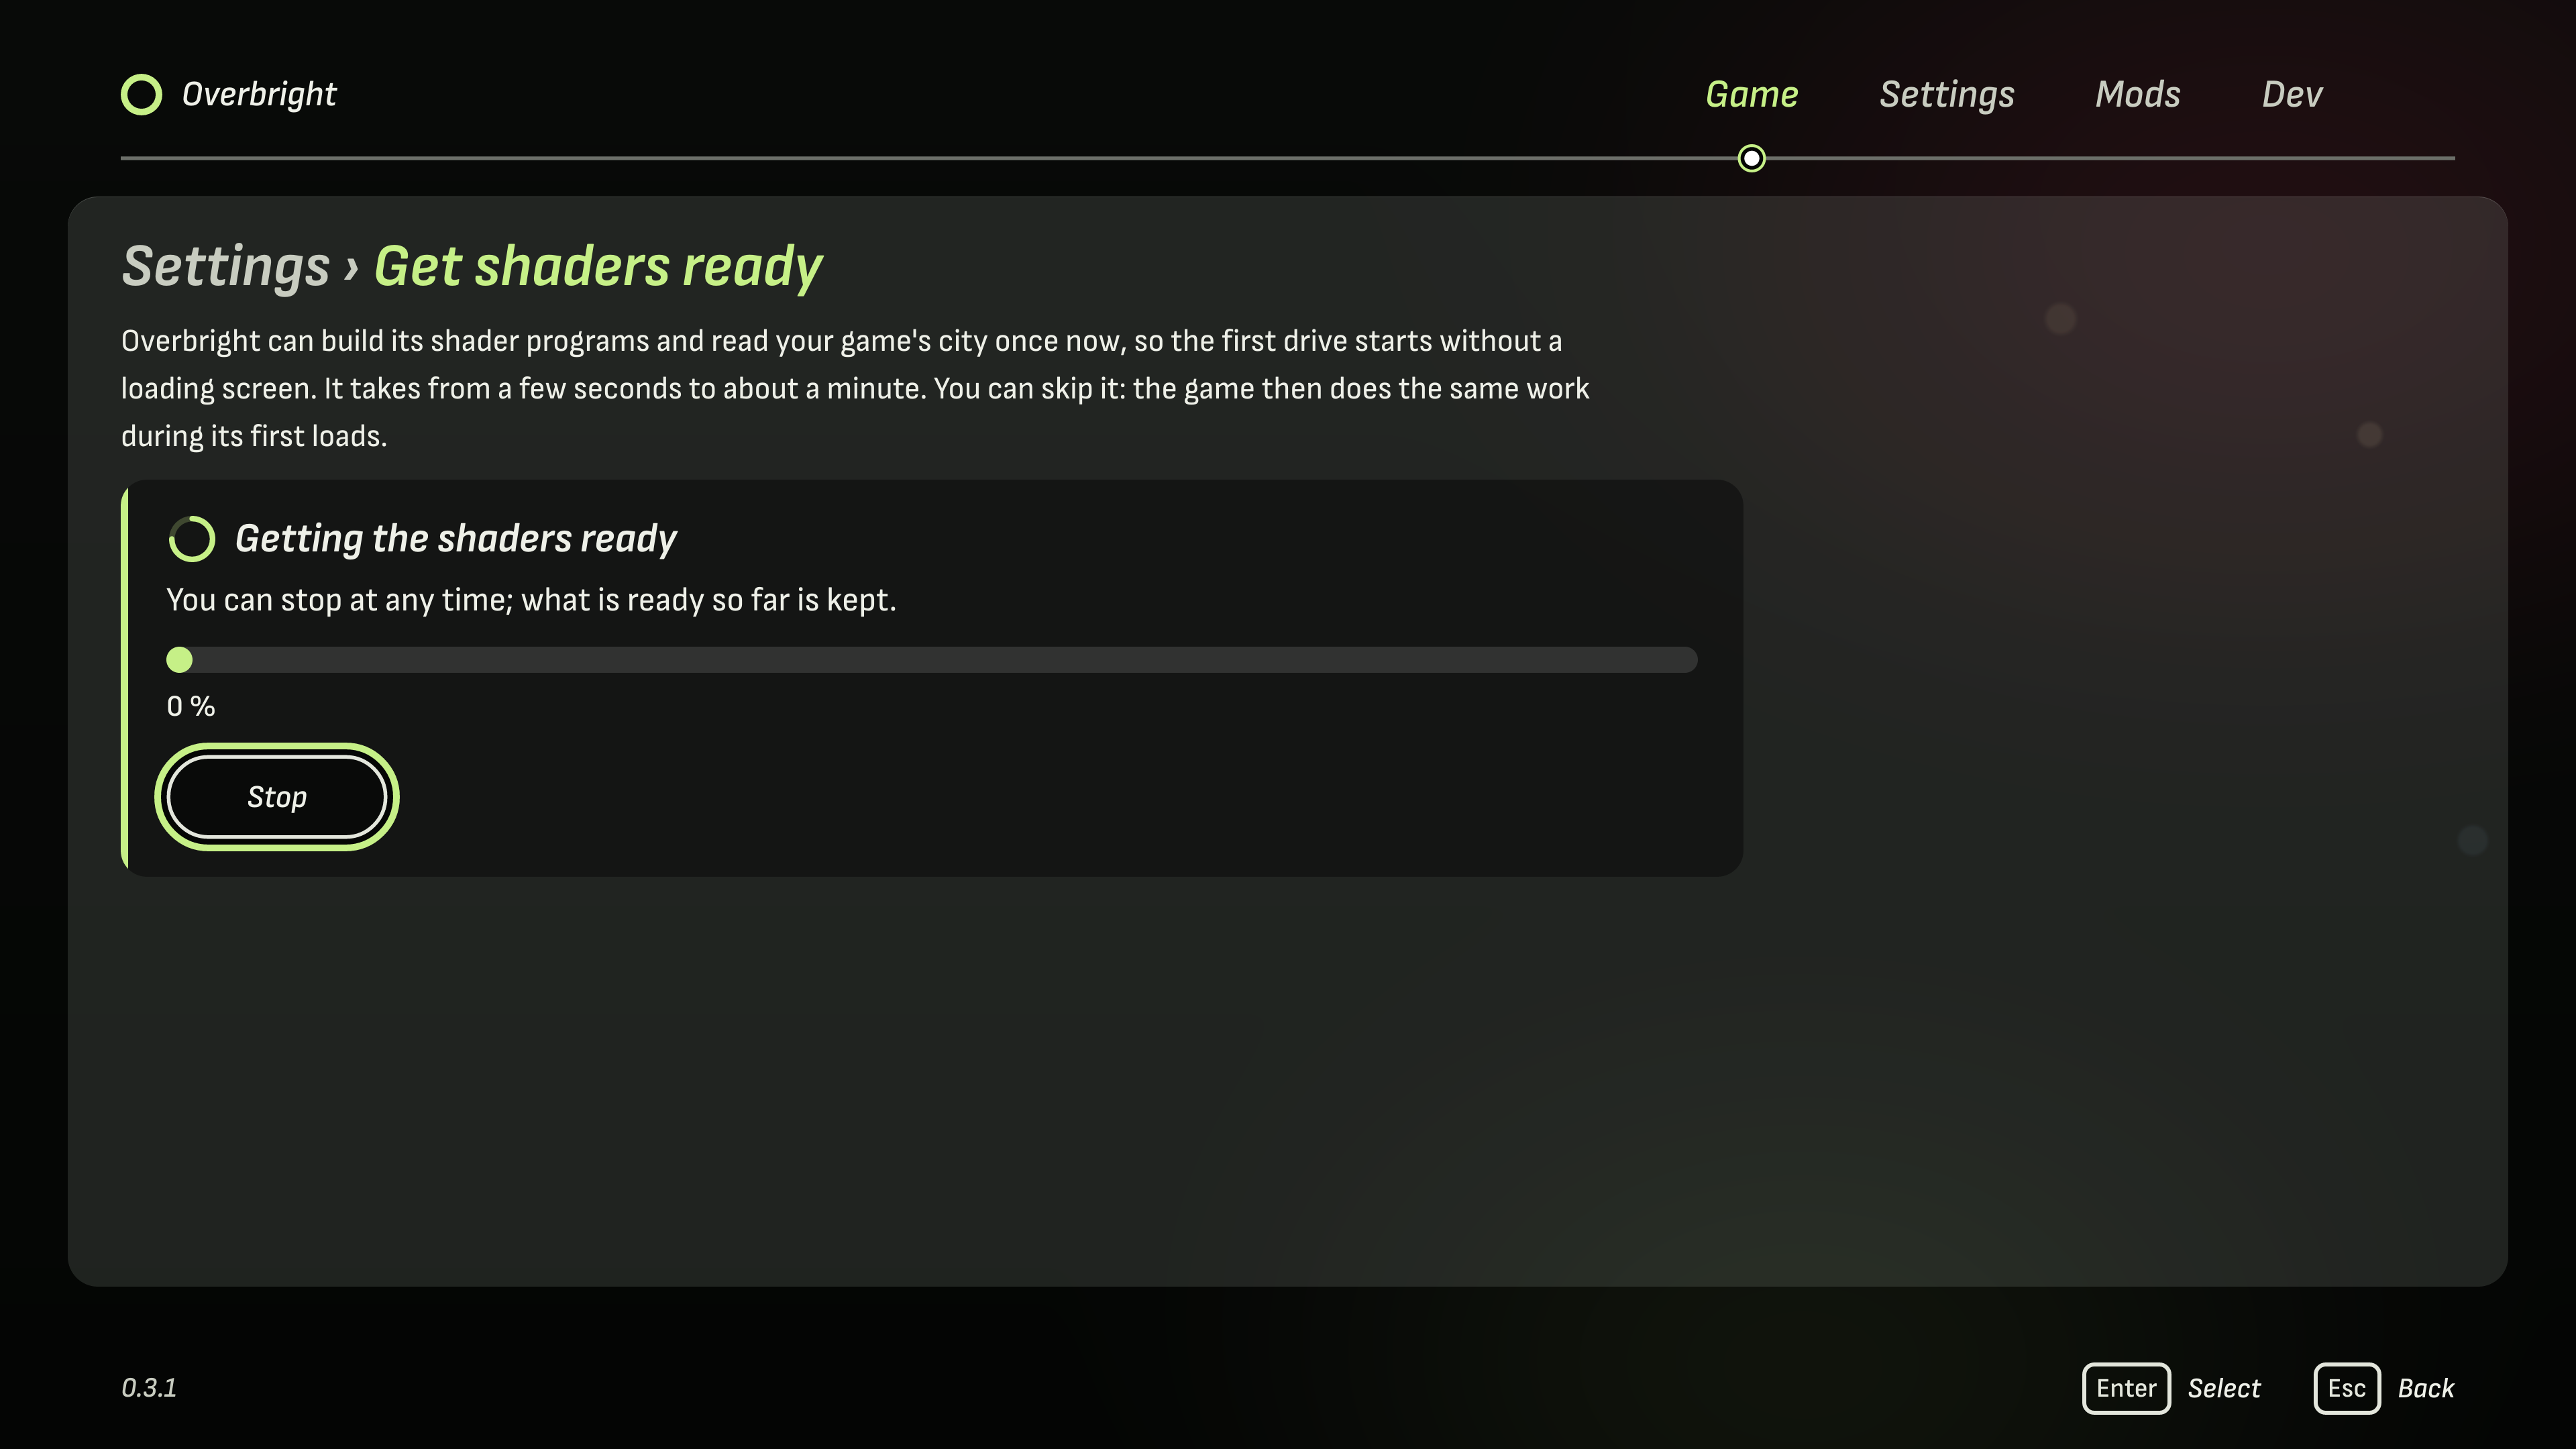 Overbright
Game Settings Mods Dev
Settings › Get shaders ready
Overbright can build its shader programs and read your game's city once now, so the first drive starts without a
loading screen. It takes from a few seconds to about a minute. You can skip it: the game then does the same work
during its first loads.
Getting the shaders ready
You can stop at any time; what is ready so far is kept.
0 %
Stop
0.3.1
Enter Select Esc Back